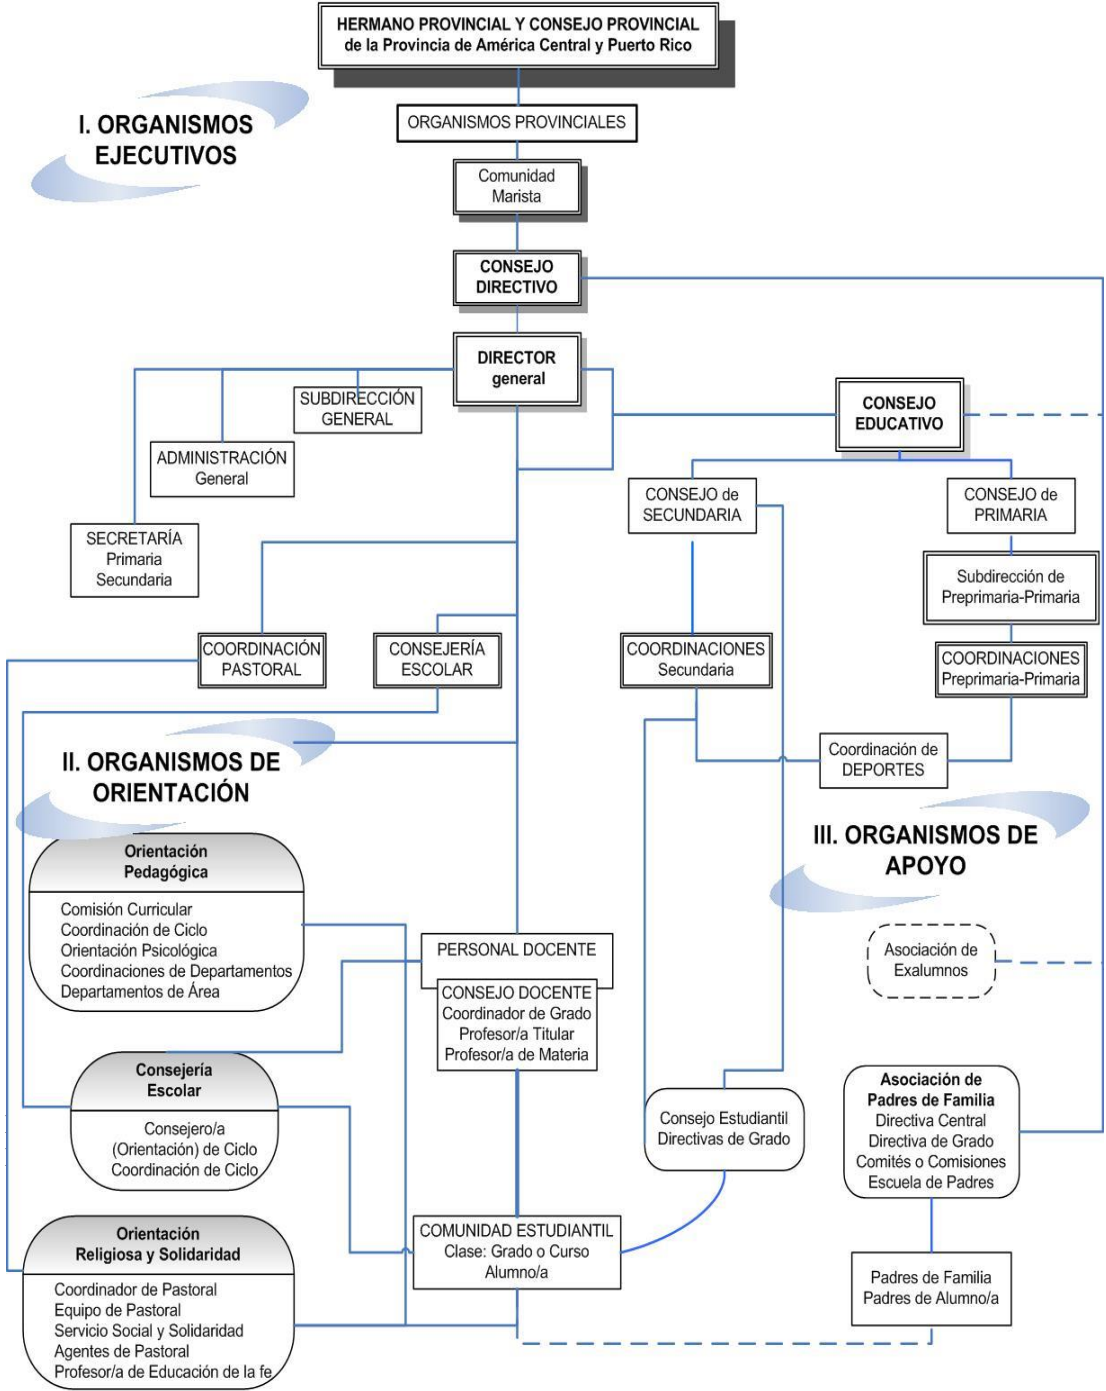 HERMANO PROVINCIAL Y CONSEJO PROVINCIAL
de la Provincia de América Central y Puerto Rico
I. ORGANISMOS
EJECUTIVOS
ORGANISMOS PROVINCIALES
Comunidad
Marista
CONSEJO
DIRECTIVO
DIRECTOR
general
SUBDIRECCIÓN
GENERAL
CONSEJO
EDUCATIVO
ADMINISTRACIÓN
General
CONSEJO de
SECUNDARIA
CONSEJO de
PRIMARIA
SECRETARÍA
Primaria
Secundaria
Subdirección de
Preprimaria-Primaria
COORDINACIÓN
PASTORAL
CONSEJERÍA
ESCOLAR
COORDINACIONES
Secundaria
COORDINACIONES
Preprimaria-Primaria
II. ORGANISMOS DE
ORIENTACIÓN
Coordinación de
DEPORTES
III. ORGANISMOS DE
APOYO
Orientación
Pedagógica
Comisión Curricular
Coordinación de Ciclo
Orientación Psicológica
Coordinaciones de Departamentos
Departamentos de Área
PERSONAL DOCENTE
CONSEJO DOCENTE
Coordinador de Grado
Profesor/a Titular
Profesor/a de Materia
Asociación de
Exalumnos
Consejería
Escolar
Consejero/a
(Orientación) de Ciclo
Coordinación de Ciclo
Consejo Estudiantil
Directivas de Grado
Asociación de
Padres de Familia
Directiva Central
Directiva de Grado
Comités o Comisiones
Escuela de Padres
Orientación
Religiosa y Solidaridad
Coordinador de Pastoral
Equipo de Pastoral
Servicio Social y Solidaridad
Agentes de Pastoral
Profesor/a de Educación de la fe
COMUNIDAD ESTUDIANTIL
Clase: Grado o Curso
Alumno/a
Padres de Familia
Padres de Alumno/a